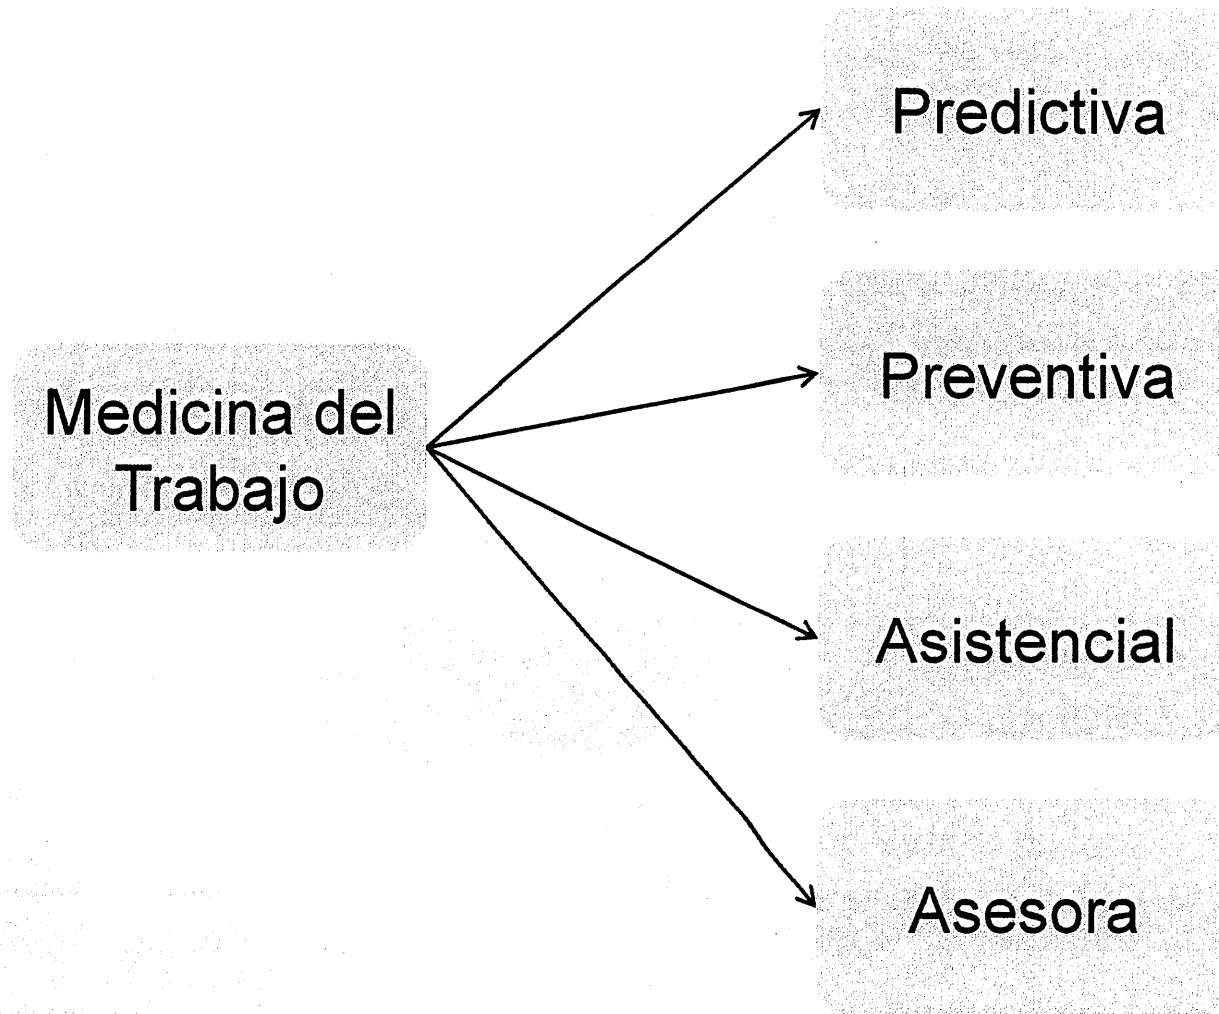 Medicina del
Trabajo
Predictiva
Preventiva
Asistencial
Asesora